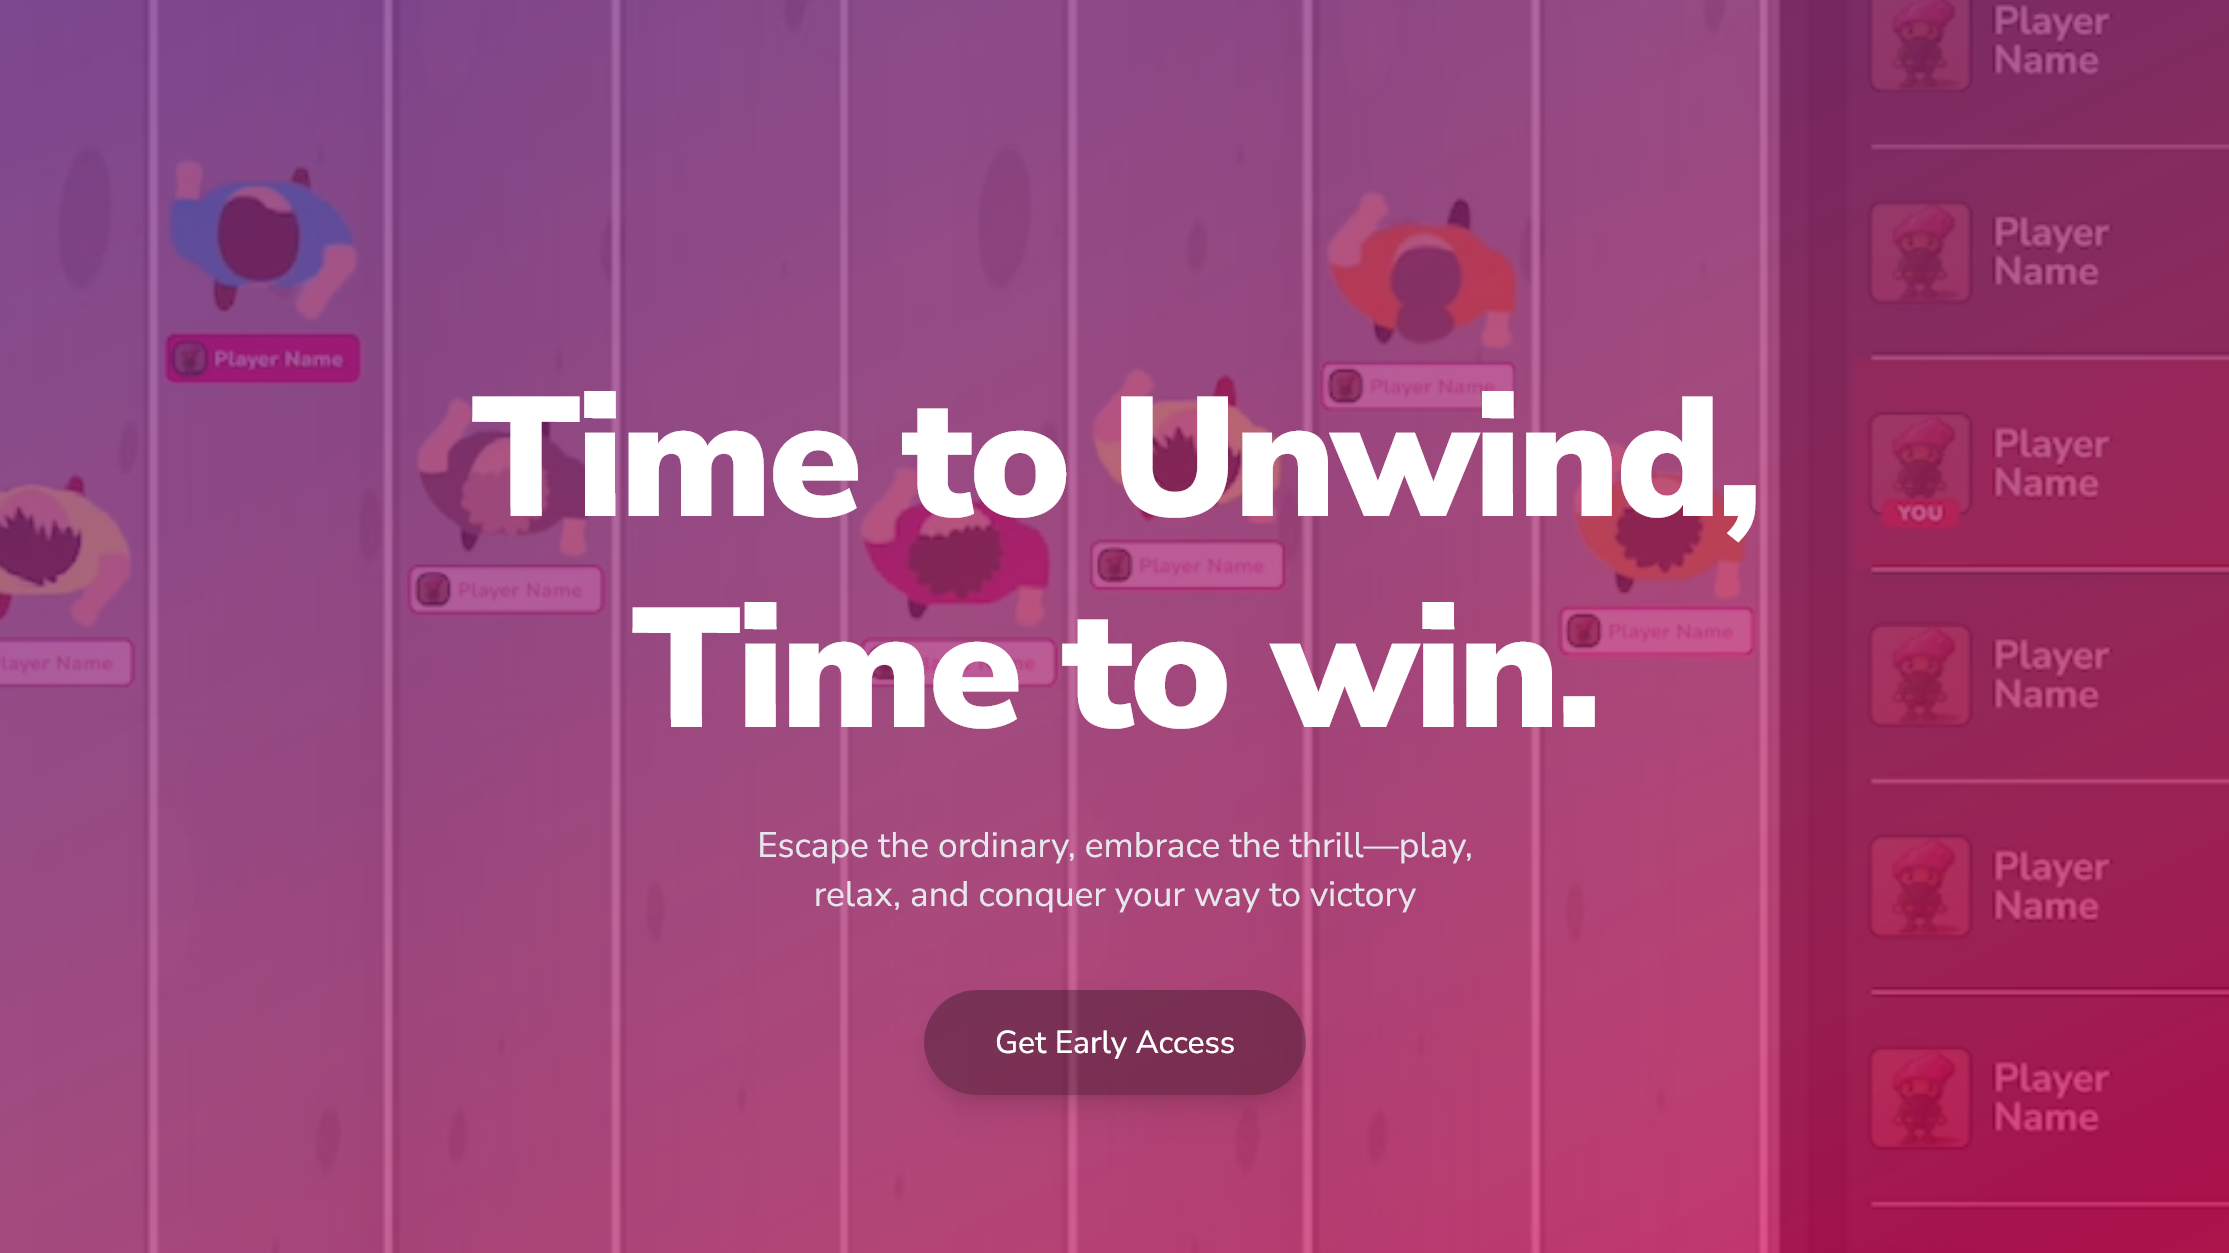 Player
Name
Player
Name
Player Name
Player Name
Player
Name
YOU
Time to Unwind,
Player Name
Player Name
Player Name
layer Name
Time to win.
Player
Name
Escape the ordinary, embrace the thrill—play,
relax, and conquer your way to victory
Player
Name
Get Early Access
Player
Name